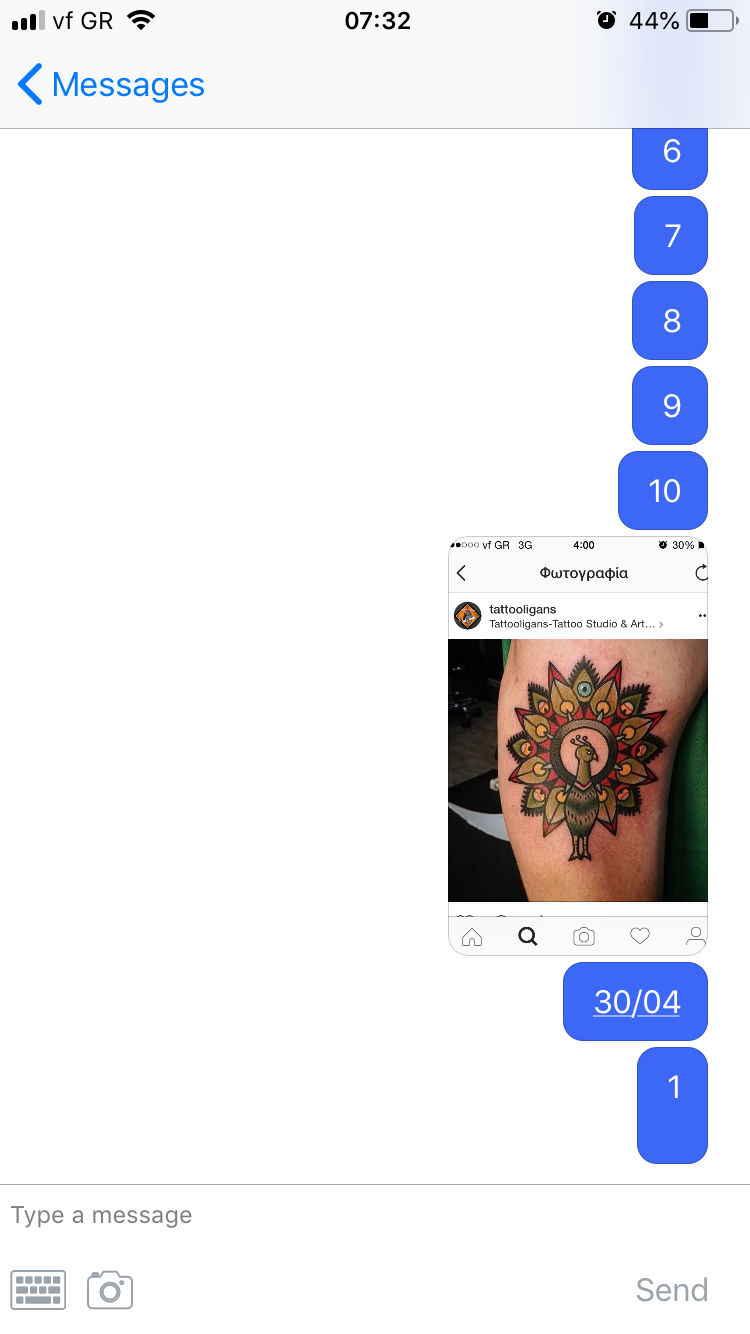 vf GR 07:32 44%
Messages
6
7
8
9
10
vf GR 3G 4:00 30%
Φωτογραφία
tattooligans
Tattooligans-Tattoo Studio & Art... >
30/04
1
Type a message
Send